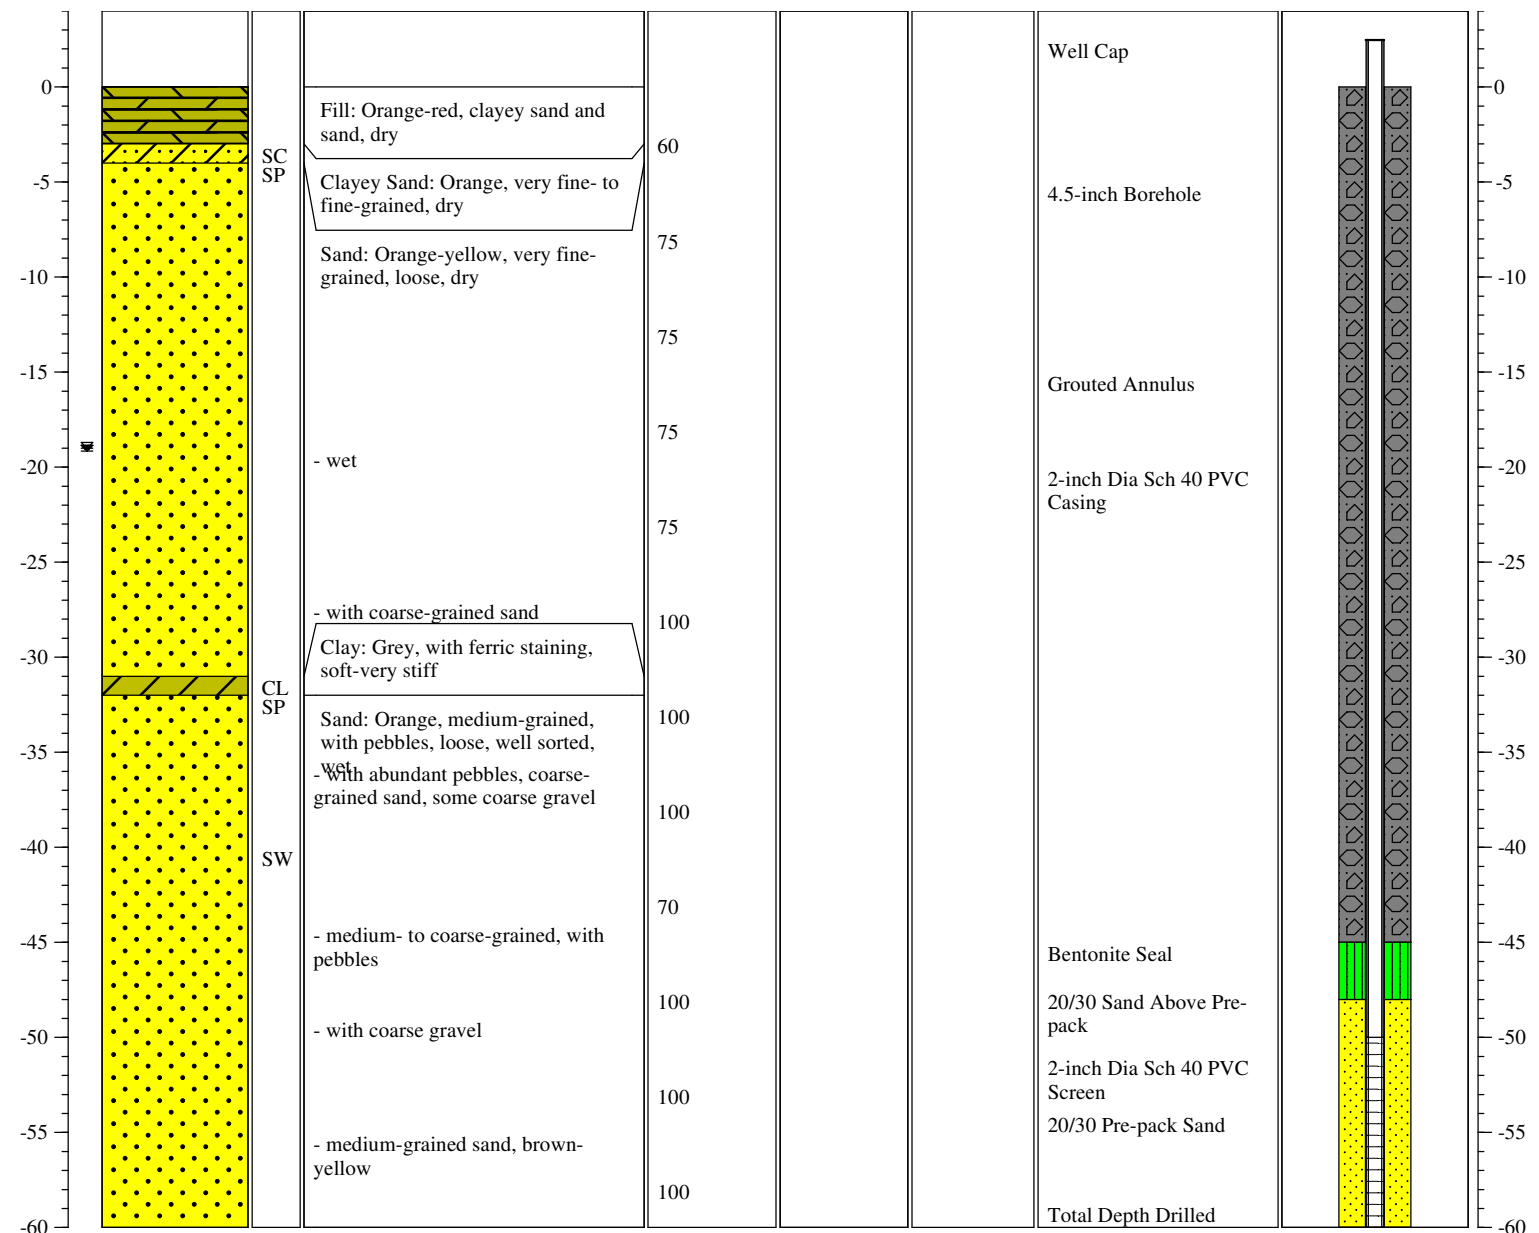 0
-5
-10
-15
-20
-25
-30
-35
-40
-45
-50
-55
-60
SC
SP
CL
SP
SW
Fill: Orange-red, clayey sand and
sand, dry
Clayey Sand: Orange, very fine- to
fine-grained, dry
Sand: Orange-yellow, very fine-
grained, loose, dry
- wet
- with coarse-grained sand
Clay: Grey, with ferric staining,
soft-very stiff
Sand: Orange, medium-grained,
with pebbles, loose, well sorted,
wet
- with abundant pebbles, coarse-
grained sand, some coarse gravel
- medium- to coarse-grained, with
pebbles
- with coarse gravel
- medium-grained sand, brown-
yellow
60
75
75
75
75
100
100
100
70
100
100
100
Well Cap
4.5-inch Borehole
Grouted Annulus
2-inch Dia Sch 40 PVC
Casing
Bentonite Seal
20/30 Sand Above Pre-
pack
2-inch Dia Sch 40 PVC
Screen
20/30 Pre-pack Sand
Total Depth Drilled
0
-5
-10
-15
-20
-25
-30
-35
-40
-45
-50
-55
-60